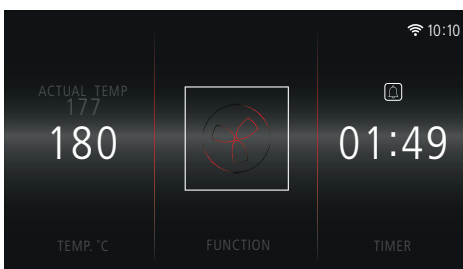 10:10
ACTUAL TEMP
177
180
01:49
TEMP. °C
FUNCTION
TIMER